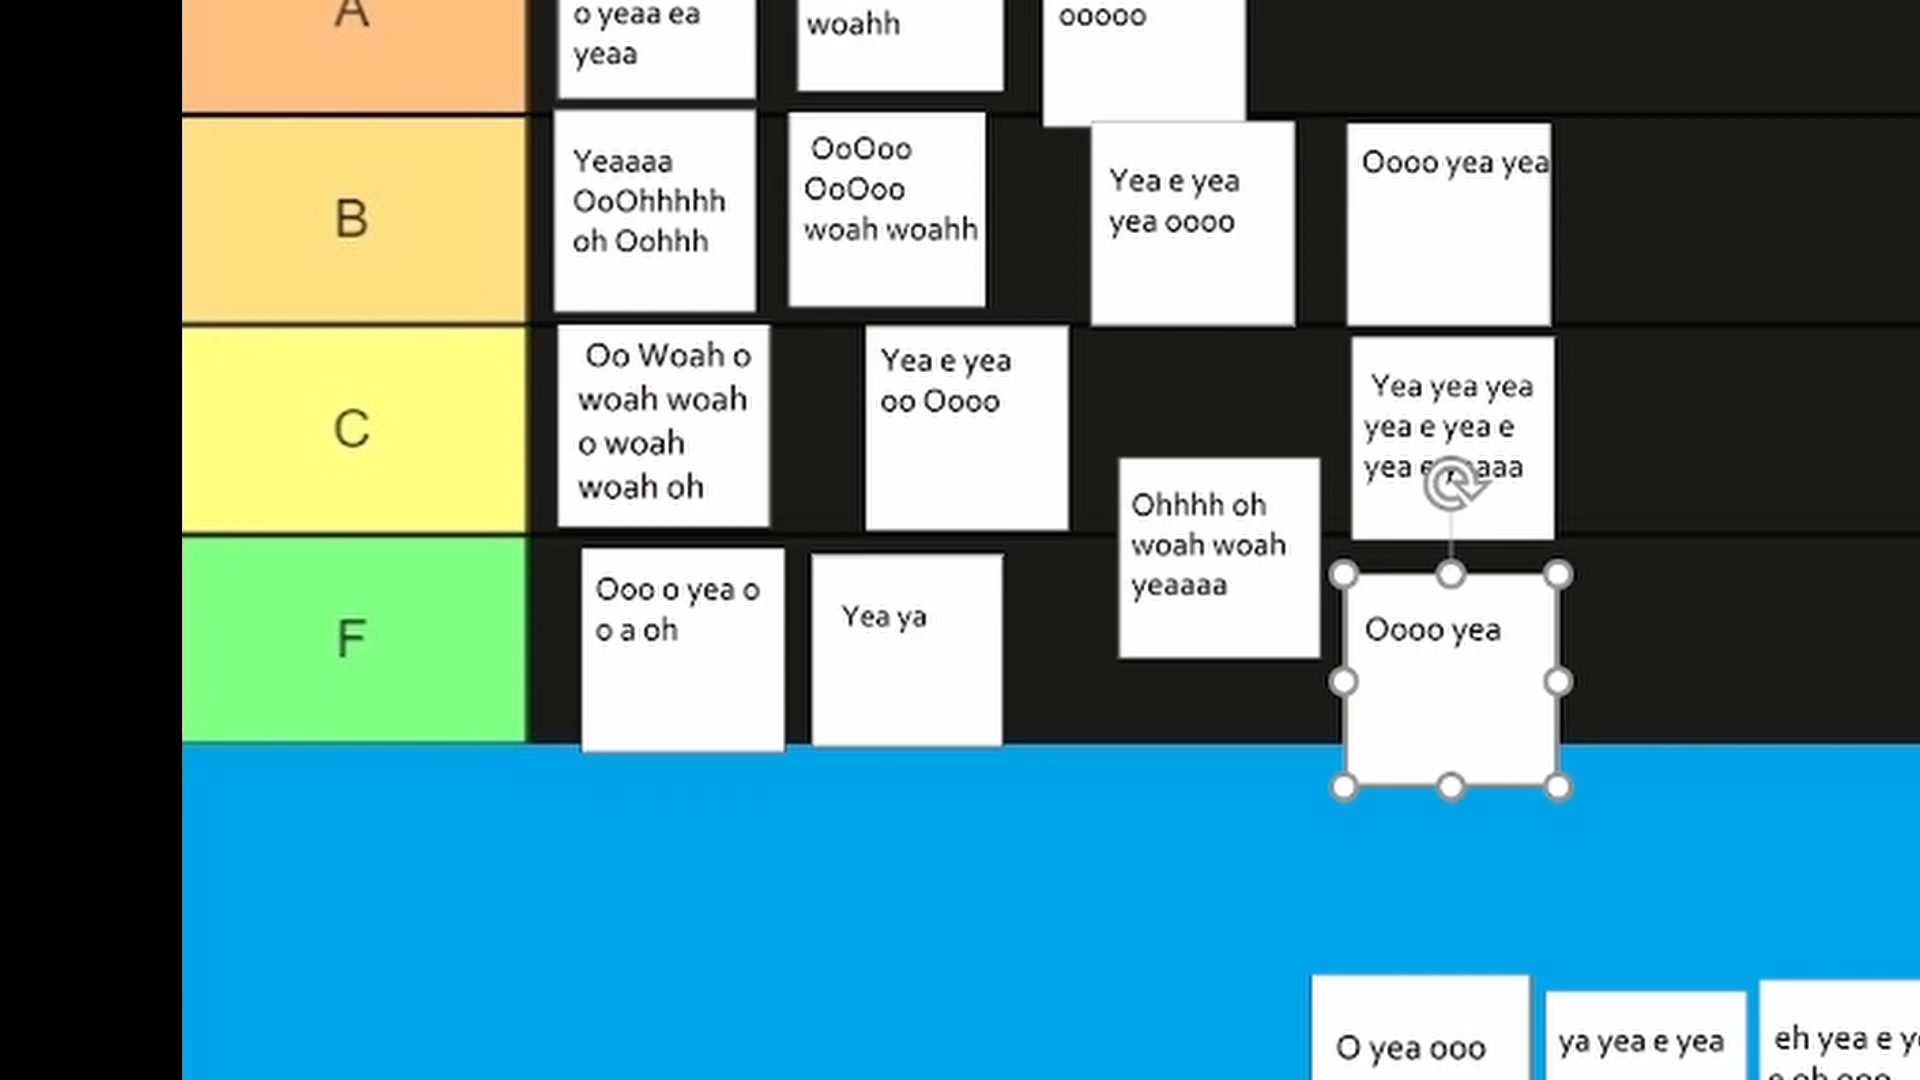 A
o yeaa ea
yeaa
woahh
ooooo
B
Yeaaaa
OoOhhhhh
oh Oohhh
OoOoo
OoOoo
woah woahh
Yea e yea
yea oooo
Oooo yea yea
C
Oo Woah o
woah woah
o woah
woah oh
Yea e yea
oo Oooo
Yea yea yea
yea e yea e
yea e
Ohhhh oh
woah woah
yeaaaa
F
Ooo o yea o
o a oh
Yea ya
Oooo yea
O yea ooo
ya yea e yea
eh yea e